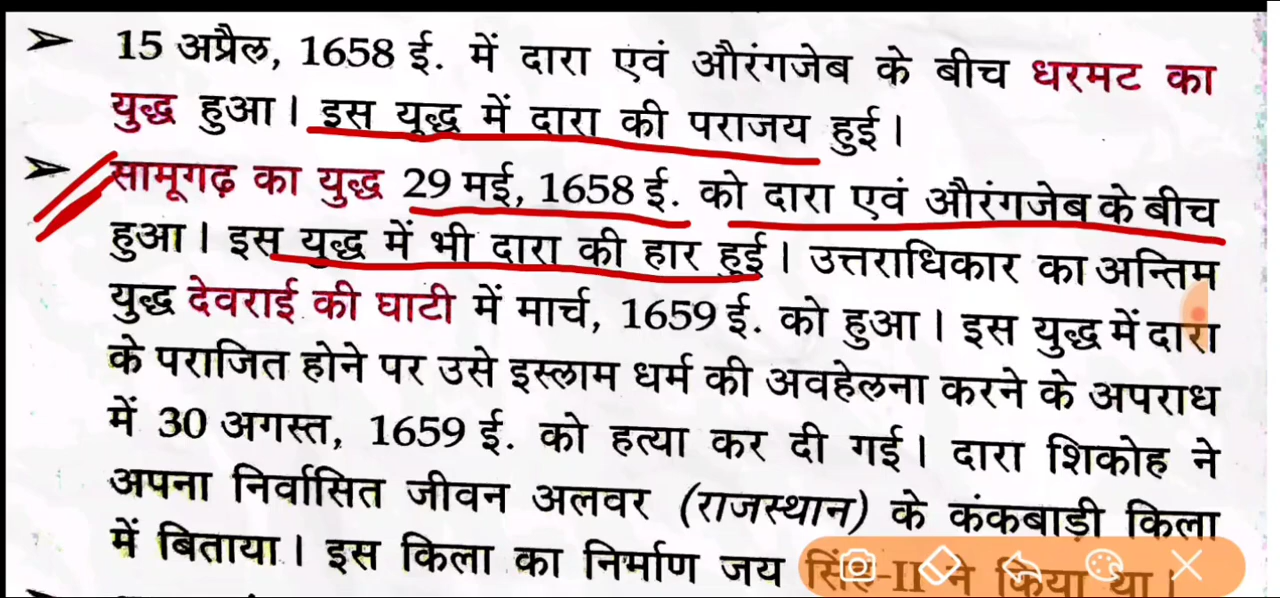 ➢ 15 अप्रैल, 1658 ई. में दारा एवं औरंगजेब के बीच धरमट का
युद्ध हुआ। इस युद्ध में दारा की पराजय हुई।
➢ सामूगढ़ का युद्ध 29 मई, 1658 ई. को दारा एवं औरंगजेब के बीच
हुआ। इस युद्ध में भी दारा की हार हुई। उत्तराधिकार का अन्तिम
युद्ध देवराई की घाटी में मार्च, 1659 ई. को हुआ। इस युद्ध में दारा
के पराजित होने पर उसे इस्लाम धर्म की अवहेलना करने के अपराध
में 30 अगस्त, 1659 ई. को हत्या कर दी गई। दारा शिकोह ने
अपना निर्वासित जीवन अलवर (राजस्थान) के कंकबाड़ी किला
में बिताया। इस किला का निर्माण जय सिंह-II ने किया था।